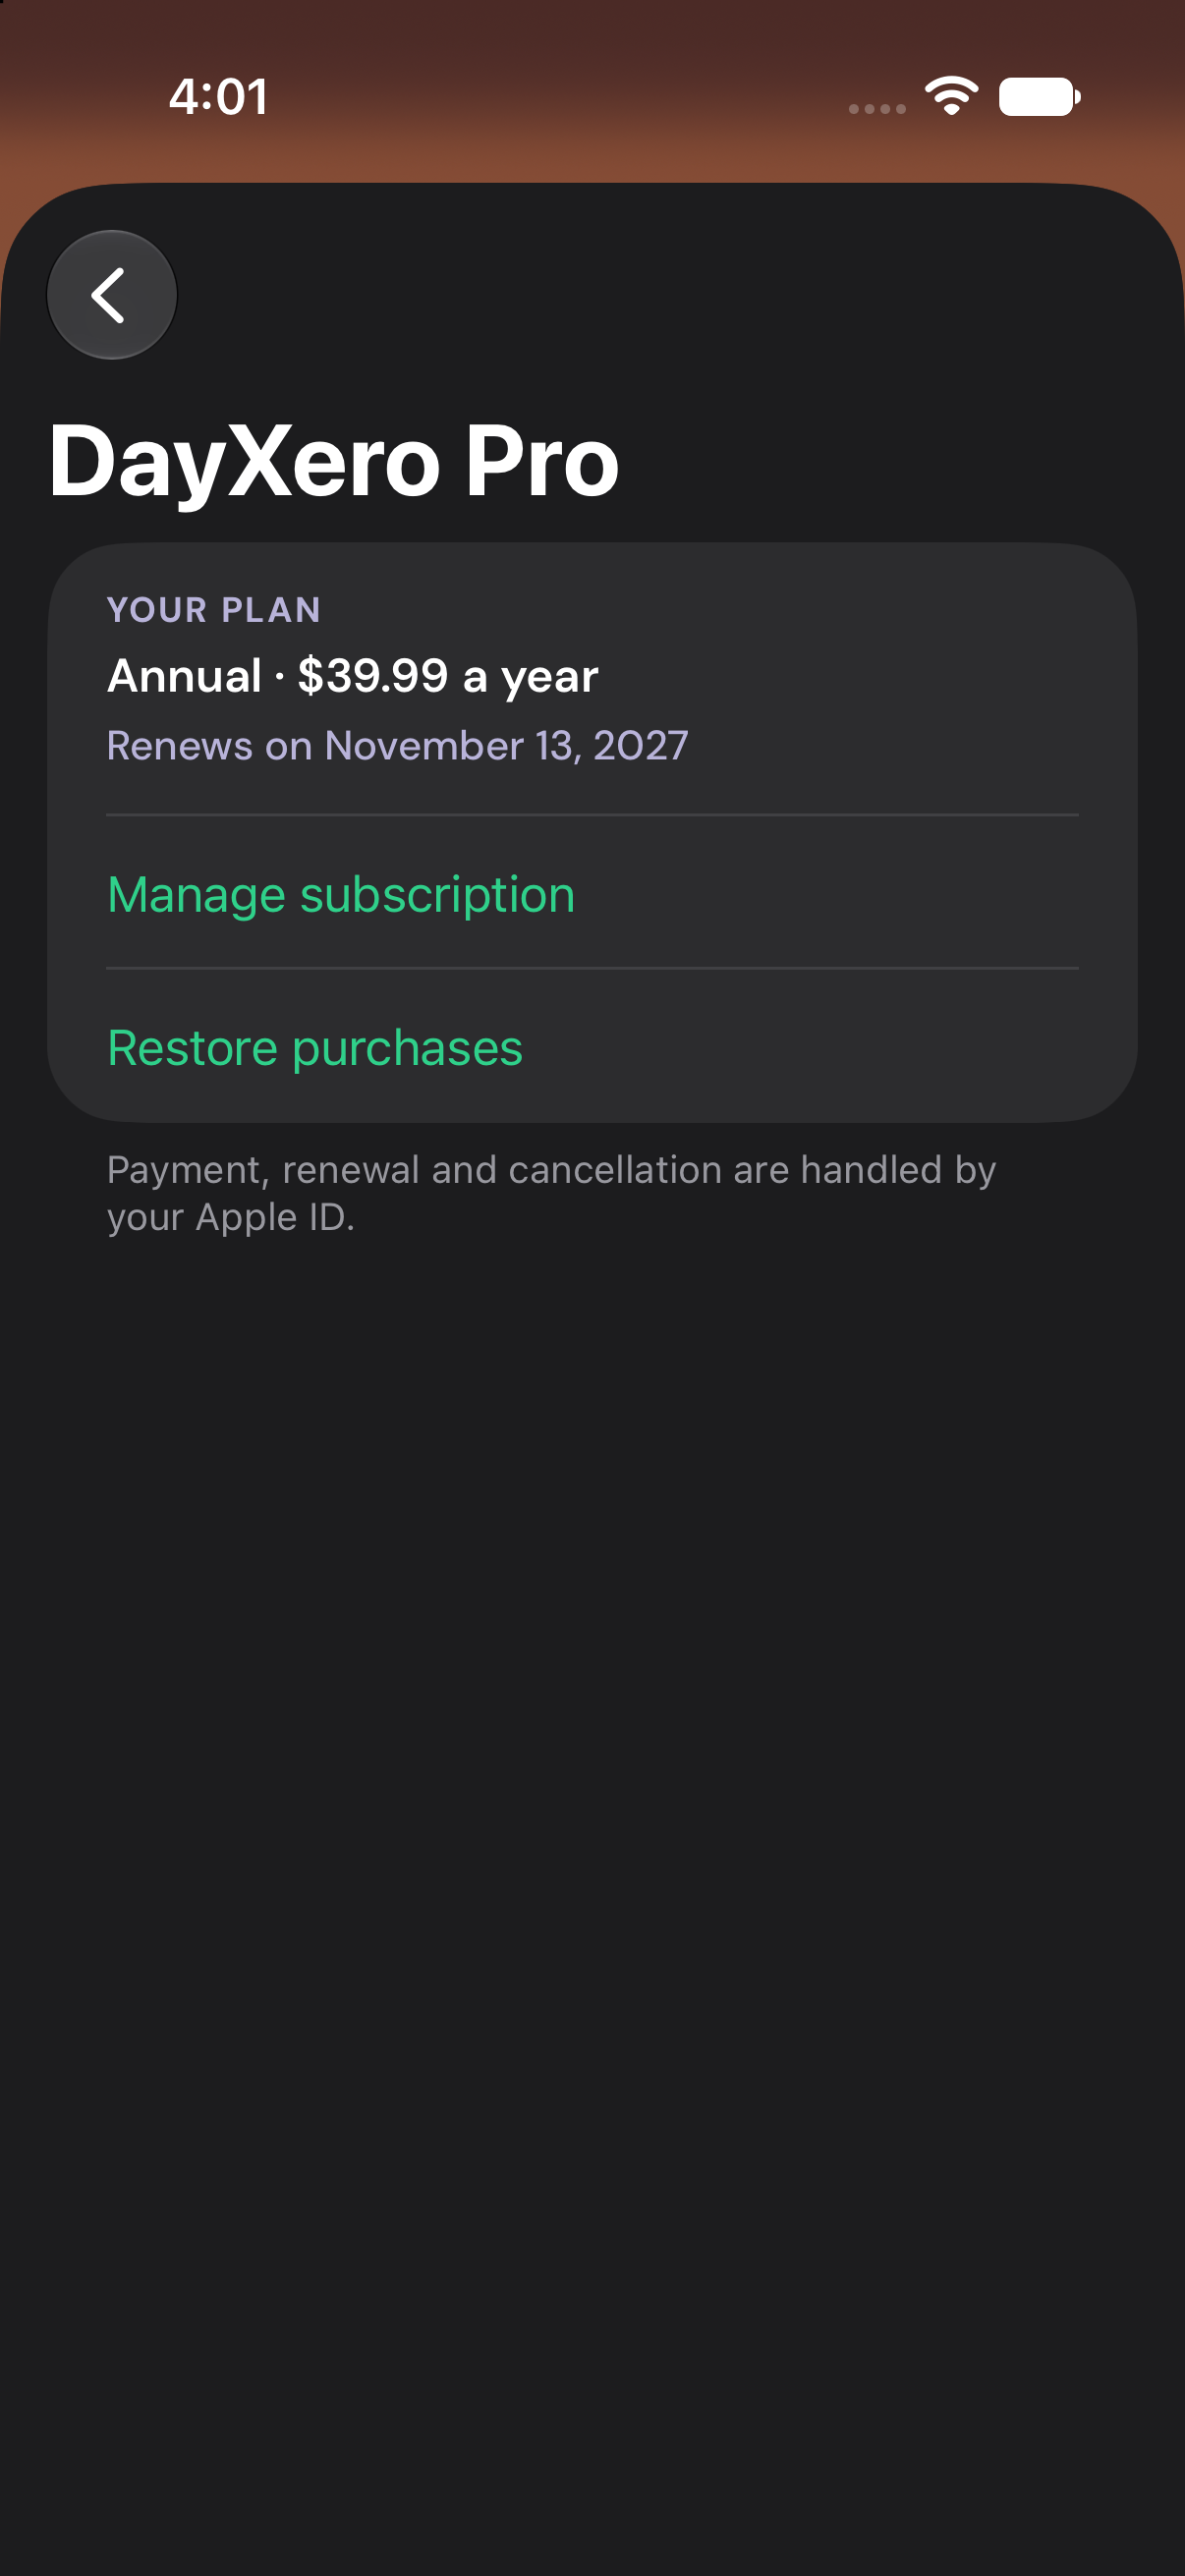 4:01
DayXero Pro
YOUR PLAN
Annual · $39.99 a year
Renews on November 13, 2027
Manage subscription
Restore purchases
Payment, renewal and cancellation are handled by
your Apple ID.